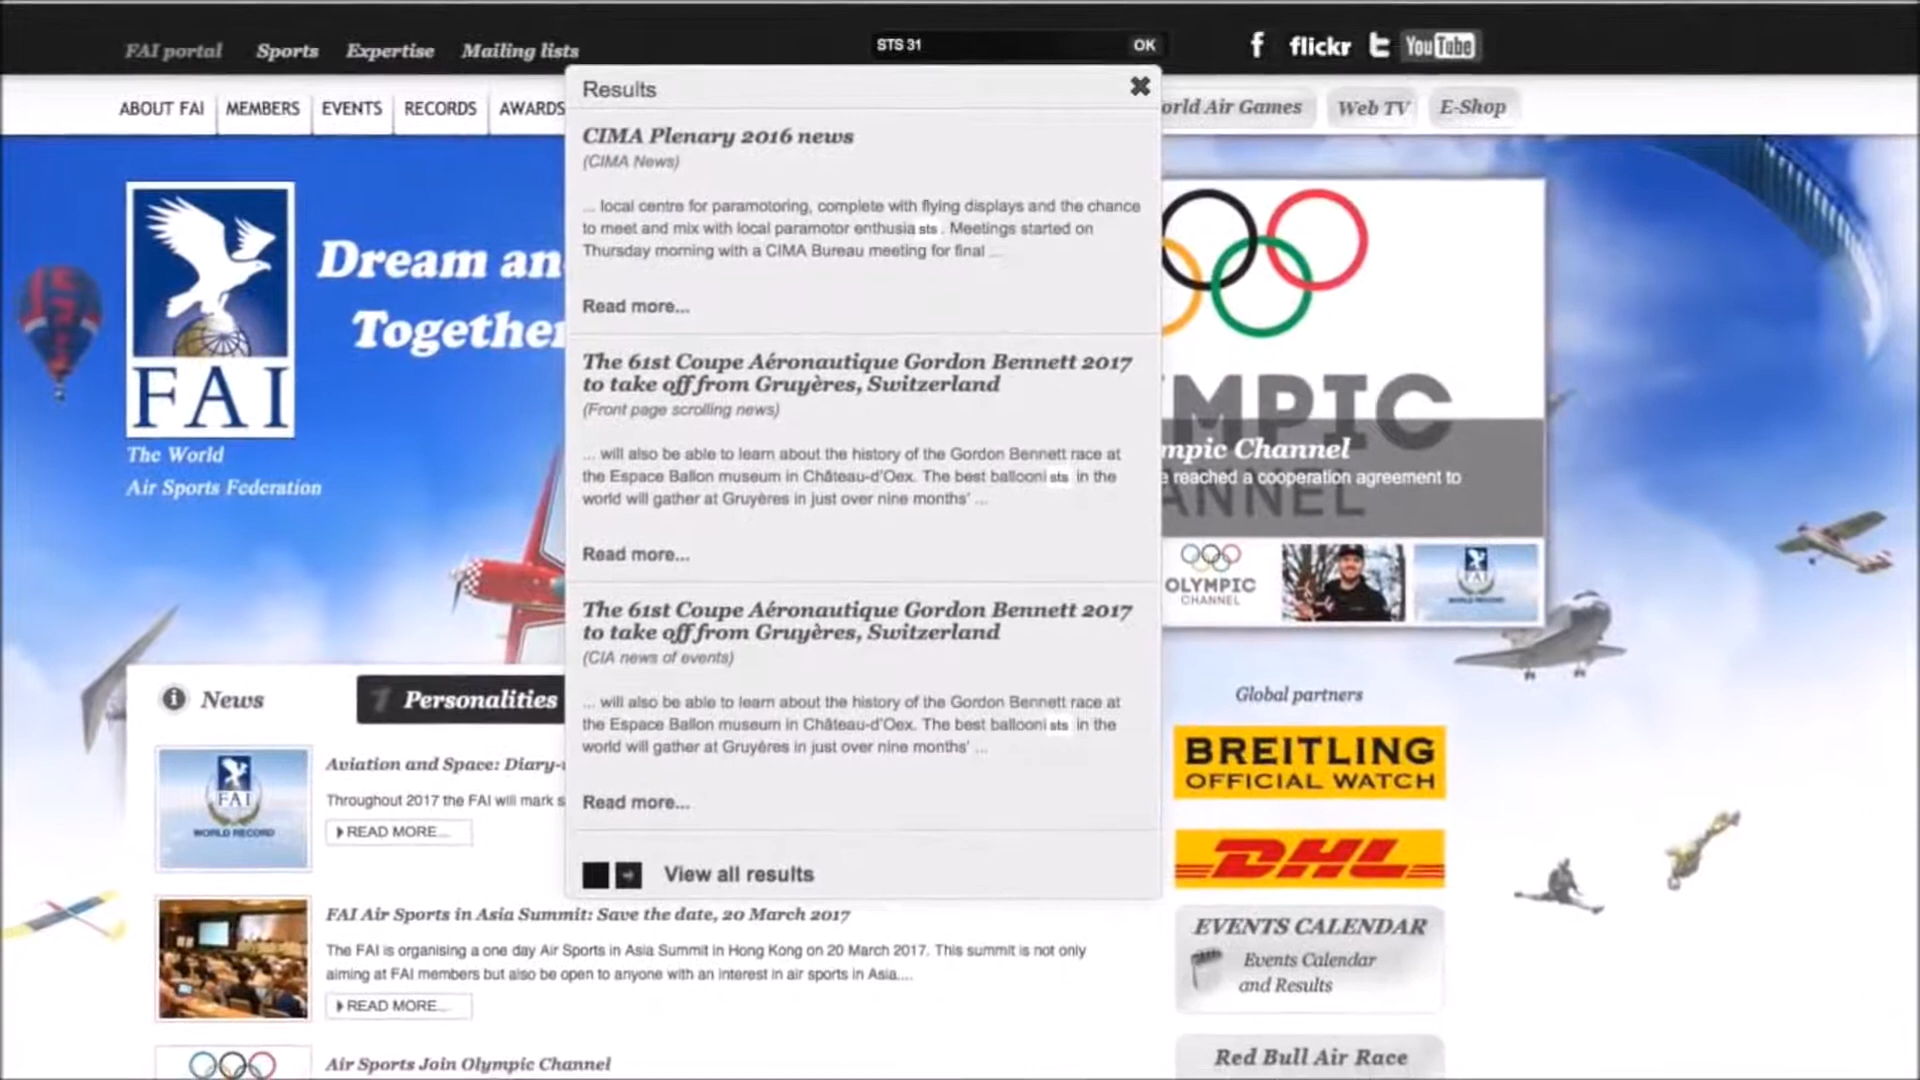 FAI portal Sports Expertise Mailing lists
STS 31 OK
f flickr t YouTube
ABOUT FAI MEMBERS EVENTS RECORDS AWARDS
orld Air Games Web TV E-Shop
Results
CIMA Plenary 2016 news
(CIMA News)
... local centre for paramotoring, complete with flying displays and the chance
to meet and mix with local paramotor enthusia sts . Meetings started on
Thursday morning with a CIMA Bureau meeting for final ...
Read more...
The 61st Coupe Aéronautique Gordon Bennett 2017
to take off from Gruyères, Switzerland
(Front page scrolling news)
... will also be able to learn about the history of the Gordon Bennett race at
the Espace Ballon museum in Château-d'Oex. The best ballooni sts in the
world will gather at Gruyères in just over nine months' ...
Read more...
The 61st Coupe Aéronautique Gordon Bennett 2017
to take off from Gruyères, Switzerland
(CIA news of events)
... will also be able to learn about the history of the Gordon Bennett race at
the Espace Ballon museum in Château-d'Oex. The best ballooni sts in the
world will gather at Gruyères in just over nine months' ...
Read more...
View all results
FAI
The World
Air Sports Federation
Dream an
Together
MPIC
ANNEL
mpic Channel
e reached a cooperation agreement to
OLYMPIC
CHANNEL
FAI
WORLD RECORD
News
Personalities
FAI
WORLD RECORD
Aviation and Space: Diary-
Throughout 2017 the FAI will mark s
READ MORE...
FAI Air Sports in Asia Summit: Save the date, 20 March 2017
The FAI is organising a one day Air Sports in Asia Summit in Hong Kong on 20 March 2017. This summit is not only
aiming at FAI members but also be open to anyone with an interest in air sports in Asia....
READ MORE...
Air Sports Join Olympic Channel
Global partners
BREITLING
OFFICIAL WATCH
DHL
EVENTS CALENDAR
Events Calendar
and Results
Red Bull Air Race